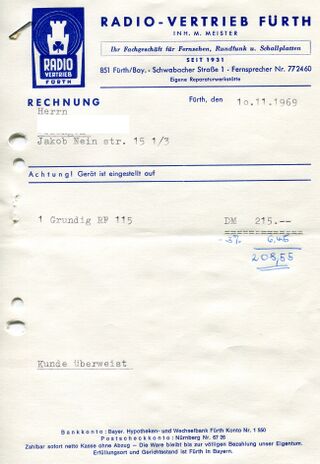 RADIO-VERTRIEB FÜRTH
INH. M. MEISTER
Ihr Fachgeschäft für Fernsehen, Rundfunk u. Schallplatten
SEIT 1931
851 Fürth/Bay. - Schwabacher Straße 1 - Fernsprecher Nr. 772460
Eigene Reparaturwerkstätte
RADIO
VERTRIEB
FÜRTH
RECHNUNG
Fürth, den 1o.11.1969
Herrn
Jakob Nein str. 15 1/3
Achtung! Gerät ist eingestellt auf
1 Grundig RP 115 DM 215.--
-3% 6,45
208,55
Kunde überweist
Bankkonto: Bayer. Hypotheken- und Wechselbank Fürth Konto Nr. 1 550
Postscheckkonto: Nürnberg Nr. 67 26
Zahlbar sofort netto Kasse ohne Abzug - Die Ware bleibt bis zur völligen Bezahlung unser Eigentum.
Erfüllungsort und Gerichtsstand ist Fürth in Bayern.